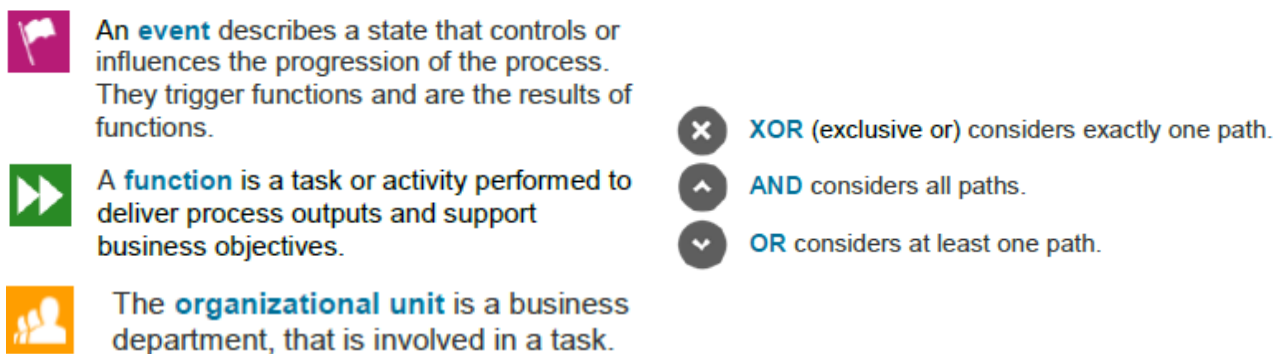 An event describes a state that controls or
influences the progression of the process.
They trigger functions and are the results of
functions.
A function is a task or activity performed to
deliver process outputs and support
business objectives.
The organizational unit is a business
department, that is involved in a task.
XOR (exclusive or) considers exactly one path.
AND considers all paths.
OR considers at least one path.